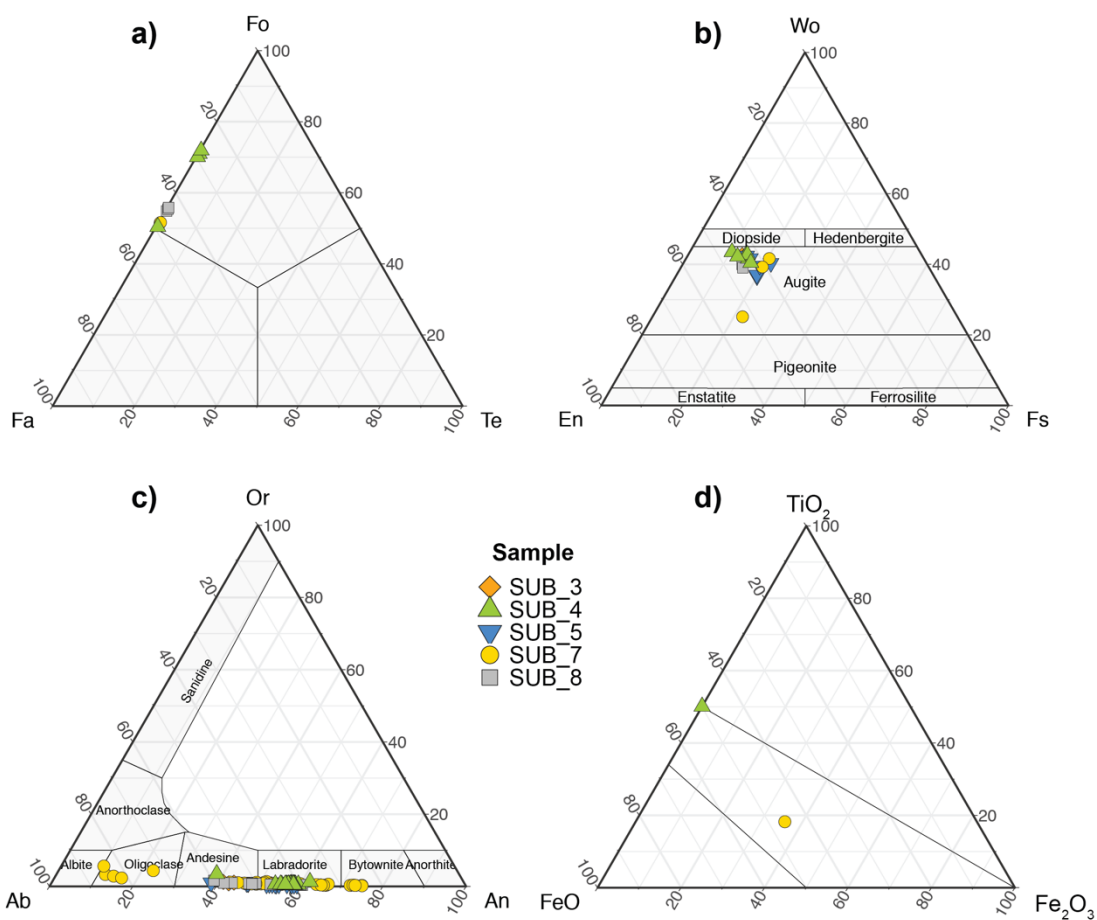 a)
Fo
100
20
80
40
60
60
40
20
100
Fa
20
40
60
80
100
Te
b)
Wo
100
20
80
40
60
60
Diopside
Hedenbergite
40
Augite
80
20
Pigeonite
100
Enstatite
Ferrosilite
En
20
40
60
80
100
Fs
c)
Or
100
20
80
40
60
Sanidine
60
40
80
20
Anorthoclase
Albite
Oligoclase
Andesine
Labradorite
Bytownite
Anorthite
100
Ab
20
40
60
80
100
An
Sample
SUB_3
SUB_4
SUB_5
SUB_7
SUB_8
d)
TiO2
100
20
80
40
60
60
40
80
20
100
FeO
20
40
60
80
100
Fe2O3